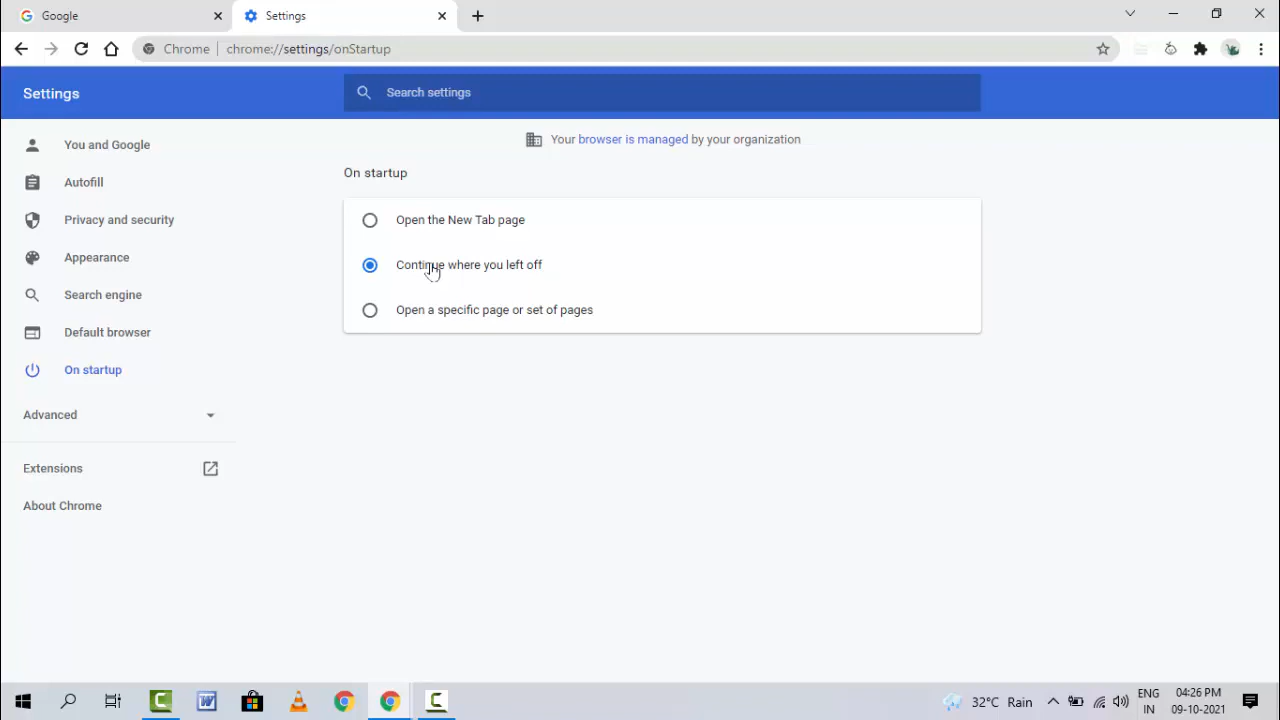 Google
Settings
Chrome
chrome://settings/onStartup
Settings
Search settings
Your browser is managed by your organization
You and Google
Autofill
Privacy and security
Appearance
Search engine
Default browser
On startup
Advanced
Extensions
About Chrome
On startup
Open the New Tab page
Continue where you left off
Open a specific page or set of pages
32°C Rain
ENG
IN
04:26 PM
09-10-2021